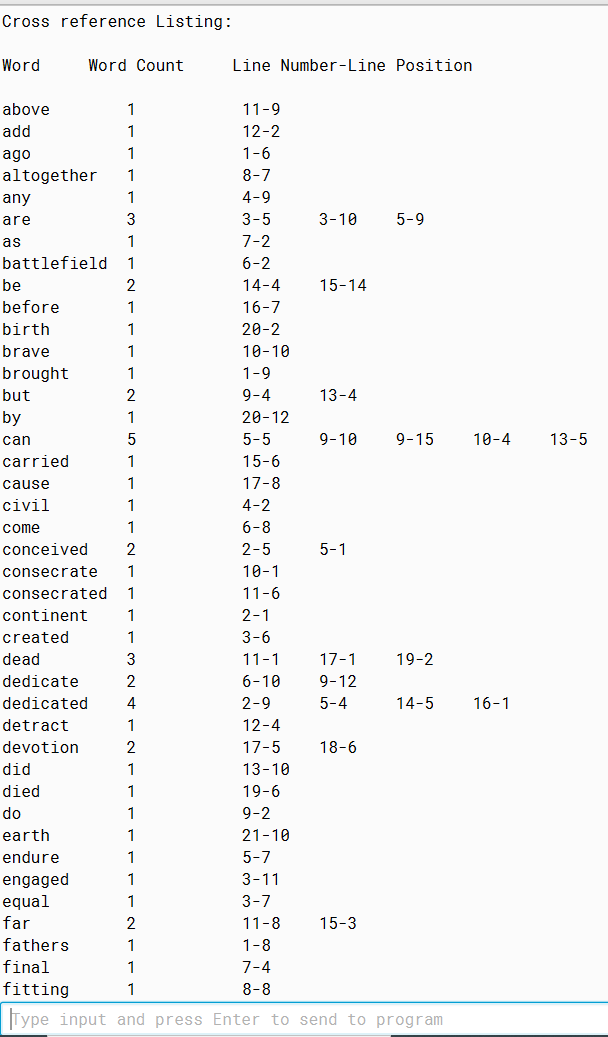 Cross reference Listing:
Word Word Count Line Number-Line Position
above 1 11-9
add 1 12-2
ago 1 1-6
altogether 1 8-7
any 1 4-9
are 3 3-5 3-10 5-9
as 1 7-2
battlefield 1 6-2
be 2 14-4 15-14
before 1 16-7
birth 1 20-2
brave 1 10-10
brought 1 1-9
but 2 9-4 13-4
by 1 20-12
can 5 5-5 9-10 9-15 10-4 13-5
carried 1 15-6
cause 1 17-8
civil 1 4-2
come 1 6-8
conceived 2 2-5 5-1
consecrate 1 10-1
consecrated 1 11-6
continent 1 2-1
created 1 3-6
dead 3 11-1 17-1 19-2
dedicate 2 6-10 9-12
dedicated 4 2-9 5-4 14-5 16-1
detract 1 12-4
devotion 2 17-5 18-6
did 1 13-10
died 1 19-6
do 1 9-2
earth 1 21-10
endure 1 5-7
engaged 1 3-11
equal 1 3-7
far 2 11-8 15-3
fathers 1 1-8
final 1 7-4
fitting 1 8-8
Type input and press Enter to send to program